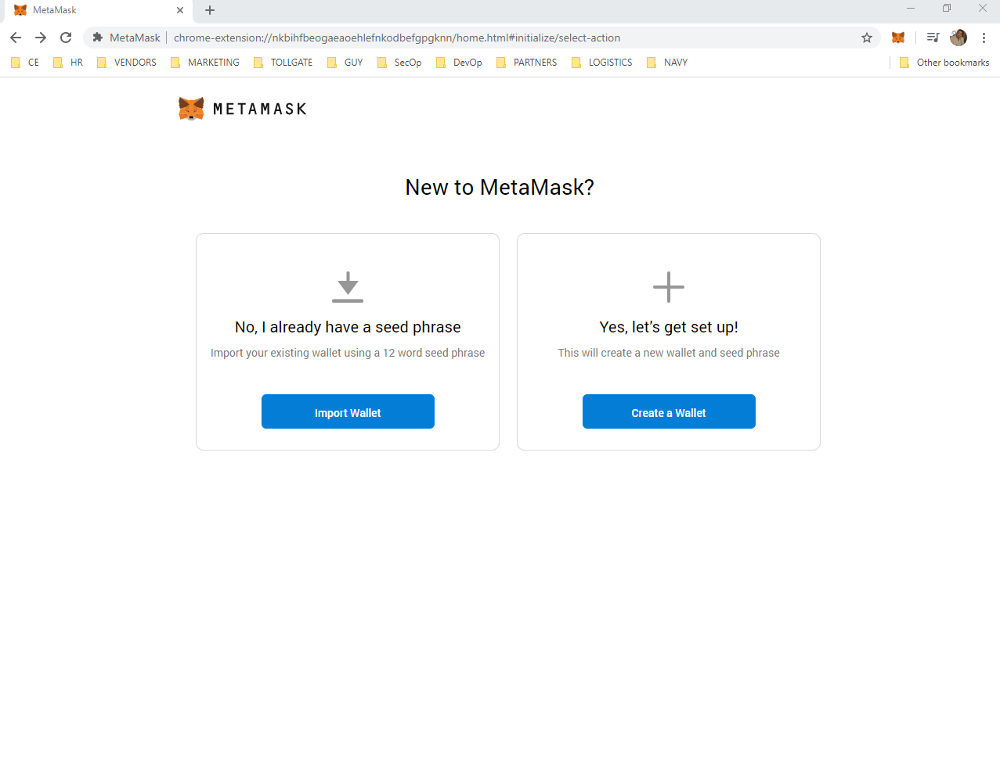 MetaMask
MetaMask chrome-extension://nkbihfbeogaeaoehlefnkodbefgpgknn/home.html#initialize/select-action
CE HR VENDORS MARKETING TOLLGATE GUY SecOp DevOp PARTNERS LOGISTICS NAVY Other bookmarks
METAMASK
New to MetaMask?
No, I already have a seed phrase
Import your existing wallet using a 12 word seed phrase
Import Wallet
Yes, let’s get set up!
This will create a new wallet and seed phrase
Create a Wallet